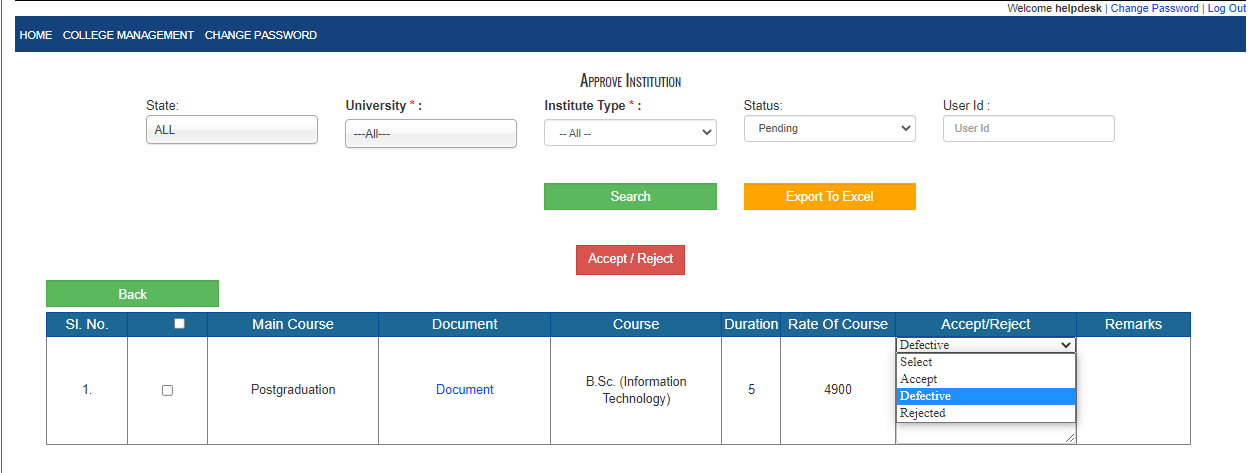 Welcome helpdesk | Change Password | Log Out
HOME COLLEGE MANAGEMENT CHANGE PASSWORD
Approve Institution
State: University * : Institute Type * : Status: User Id :
ALL ---All--- -- All -- Pending User Id
Search Export To Excel
Accept / Reject
Back
Sl. No. Main Course Document Course Duration Rate Of Course Accept/Reject Remarks
Defective
Select
Accept
Defective
Rejected
1. Postgraduation Document B.Sc. (Information 5 4900
Technology)